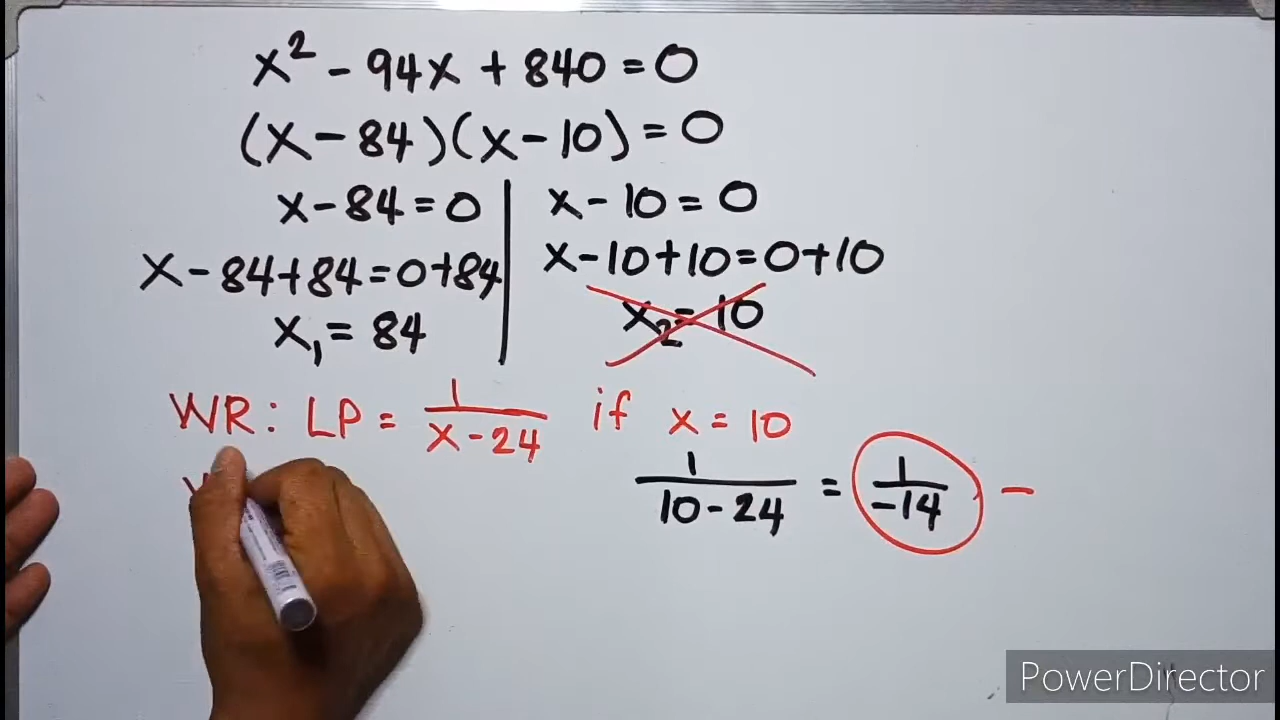 x² - 94x + 840 = 0
(x - 84)(x - 10) = 0
x - 84 = 0
x - 84 + 84 = 0 + 84
x₁ = 84
x - 10 = 0
x - 10 + 10 = 0 + 10
x₂ = 10
WR: LP = 1/(x - 24) if x = 10
1/(10 - 24) = 1/-14 -
PowerDirector